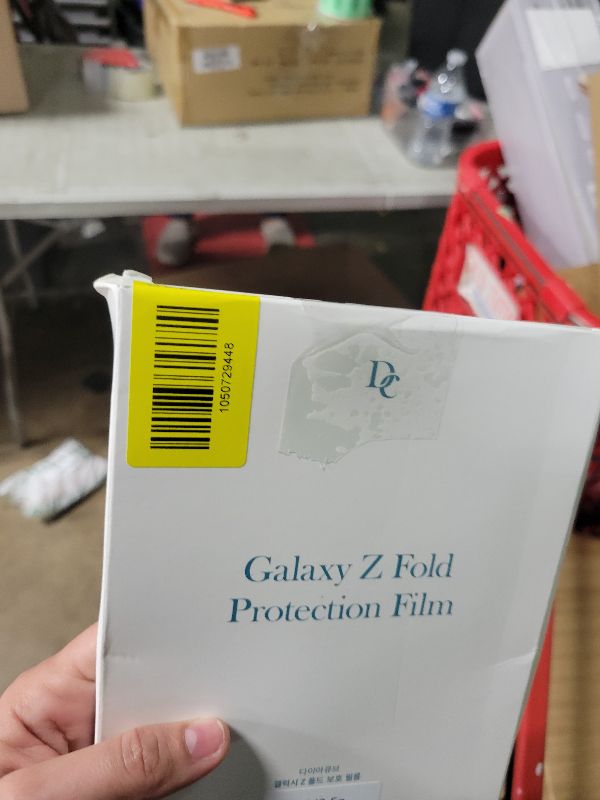 1050729448
Dc
Galaxy Z Fold
Protection Film
다이아큐브
갤럭시 Z 폴드 보호 필름